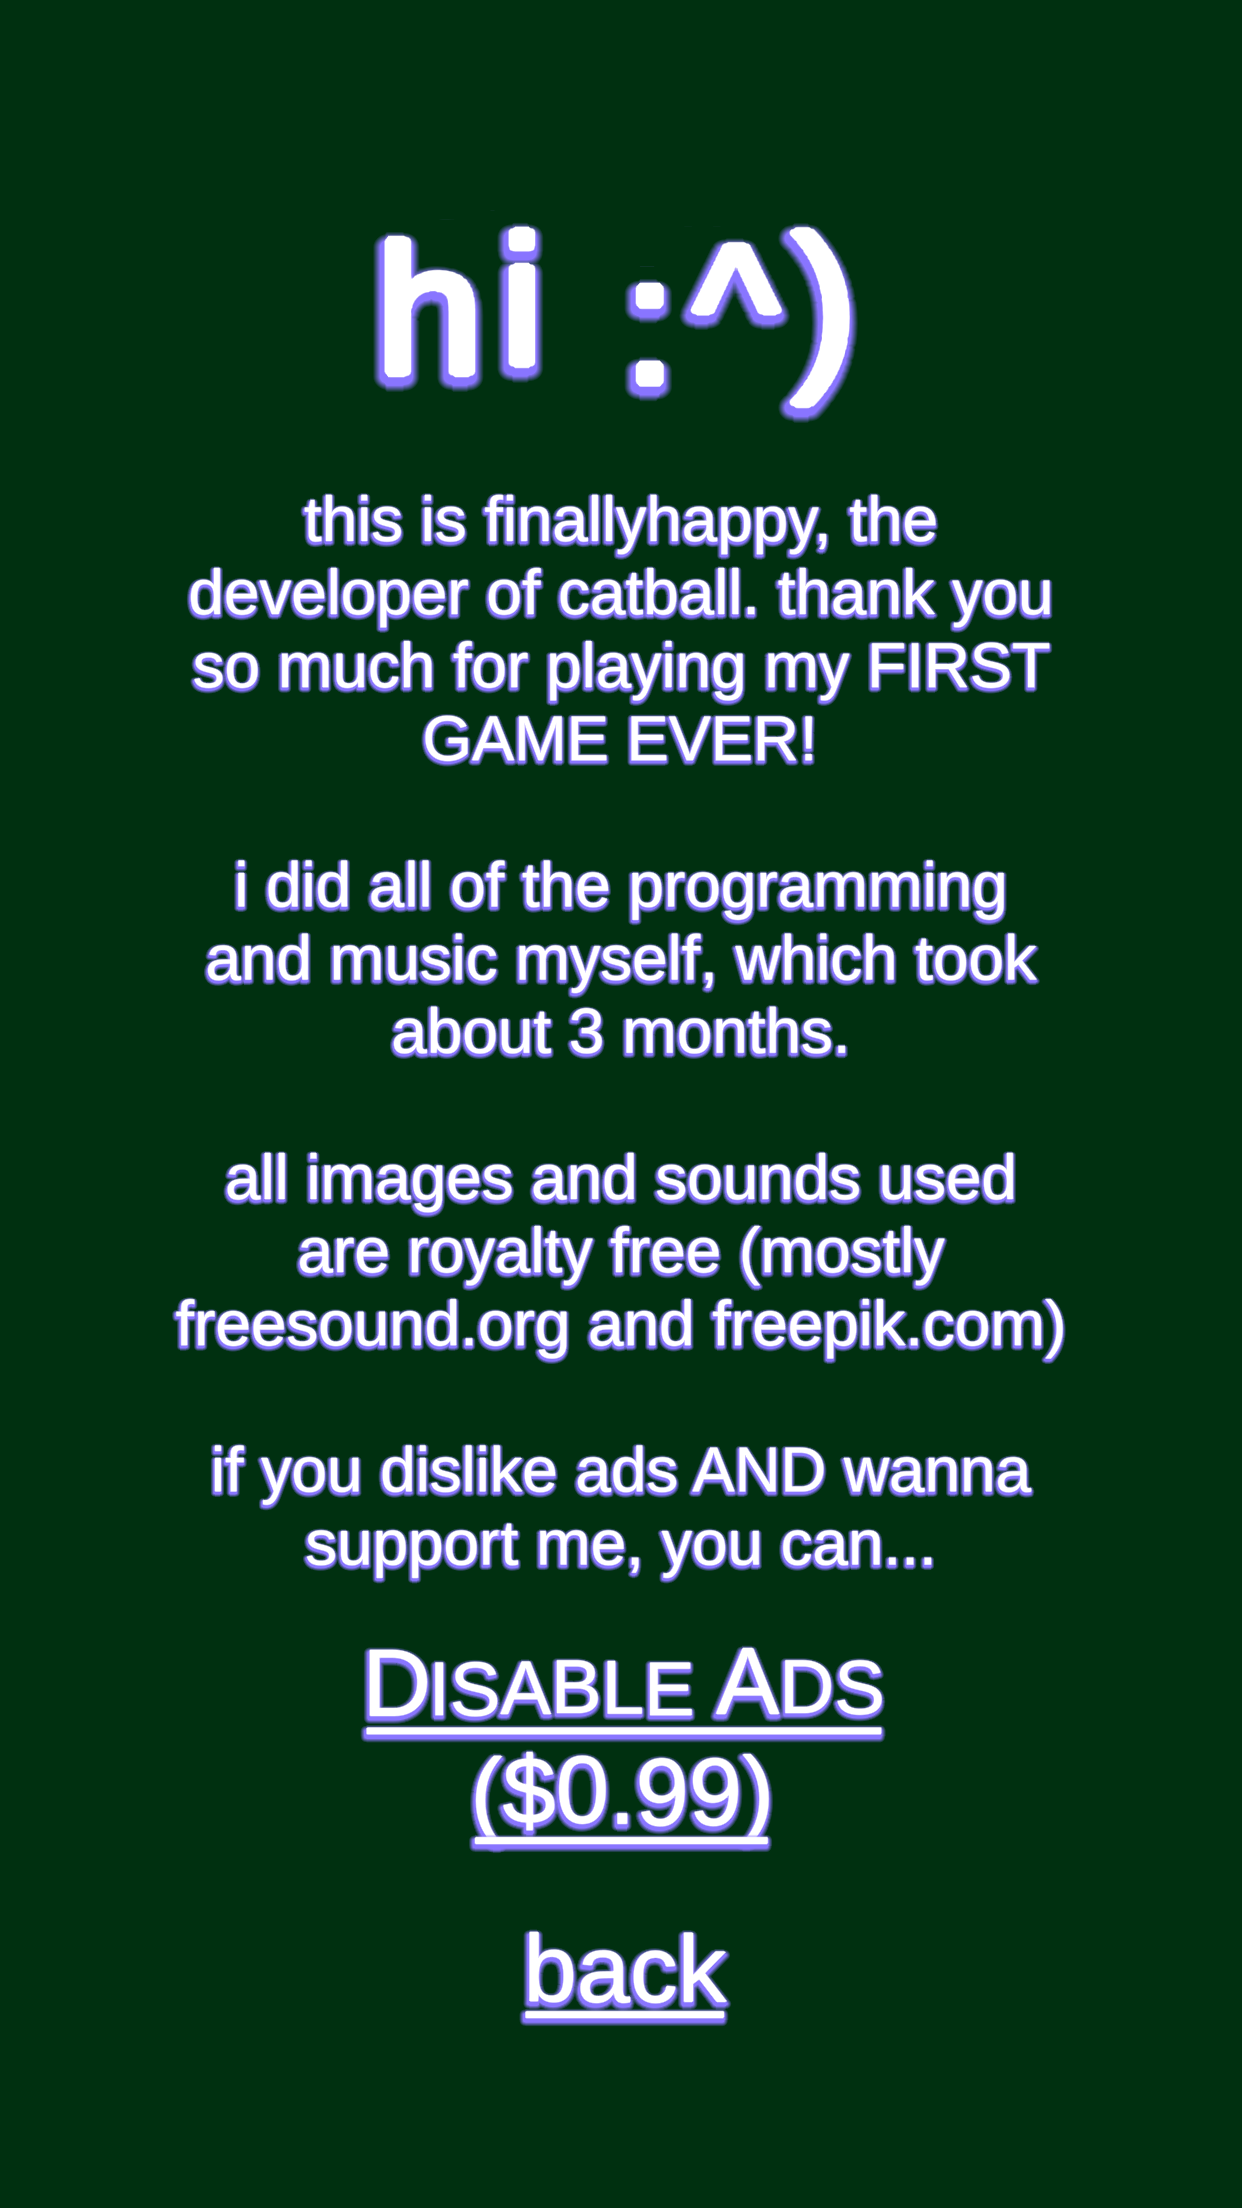 hi :^)
this is finallyhappy, the
developer of catball. thank you
so much for playing my FIRST
GAME EVER!
i did all of the programming
and music myself, which took
about 3 months.
all images and sounds used
are royalty free (mostly
freesound.org and freepik.com)
if you dislike ads AND wanna
support me, you can...
DISABLE ADS
($0.99)
back